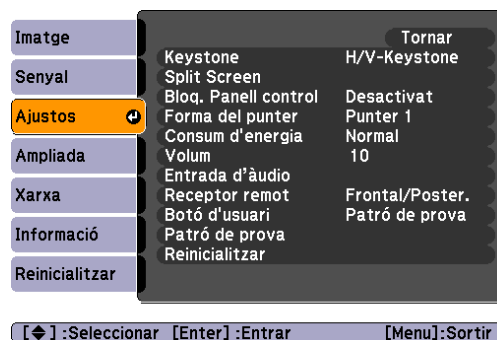 Imatge
Senyal
Ajustos
Ampliada
Xarxa
Informació
Reinicialitzar
Tornar
Keystone H/V-Keystone
Split Screen
Bloq. Panell control Desactivat
Forma del punter Punter 1
Consum d'energia Normal
Volum 10
Entrada d'àudio
Receptor remot Frontal/Poster.
Botó d'usuari Patró de prova
Patró de prova
Reinicialitzar
[◆] :Seleccionar [Enter] :Entrar [Menu]:Sortir